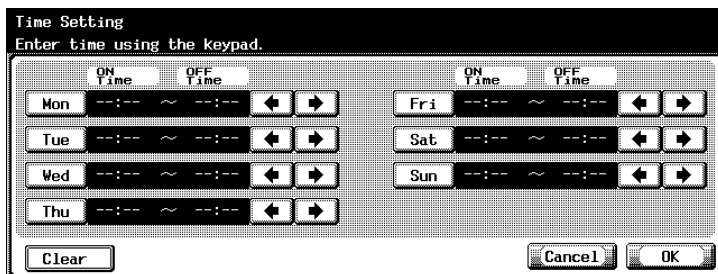 Time Setting
Enter time using the keypad.
ON Time OFF Time ON Time OFF Time
Mon --:-- ~ --:-- Fri --:-- ~ --:--
Tue --:-- ~ --:-- Sat --:-- ~ --:--
Wed --:-- ~ --:-- Sun --:-- ~ --:--
Thu --:-- ~ --:--
Clear Cancel OK